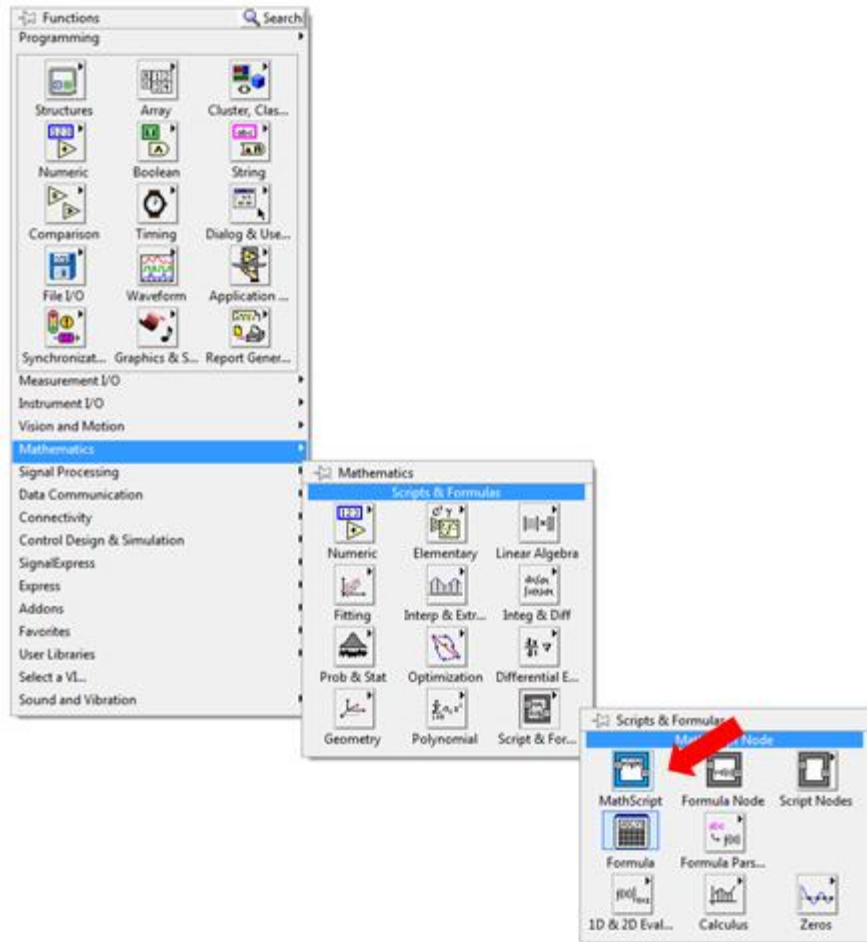 Functions Search
Programming
Structures Array Cluster, Clas...
Numeric Boolean String
Comparison Timing Dialog & Use...
File I/O Waveform Application ...
Synchronizat... Graphics & S... Report Gener...
Measurement I/O
Instrument I/O
Vision and Motion
Mathematics
Signal Processing
Data Communication
Connectivity
Control Design & Simulation
SignalExpress
Express
Addons
Favorites
User Libraries
Select a VI...
Sound and Vibration
Mathematics
Scripts & Formulas
Numeric Elementary Linear Algebra
Fitting Interp & Extr... Integ & Diff
Prob & Stat Optimization Differential E...
Geometry Polynomial Script & For...
Scripts & Formulas
Node
MathScript Formula Node Script Nodes
Formula Formula Pars...
1D & 2D Eval... Calculus Zeros